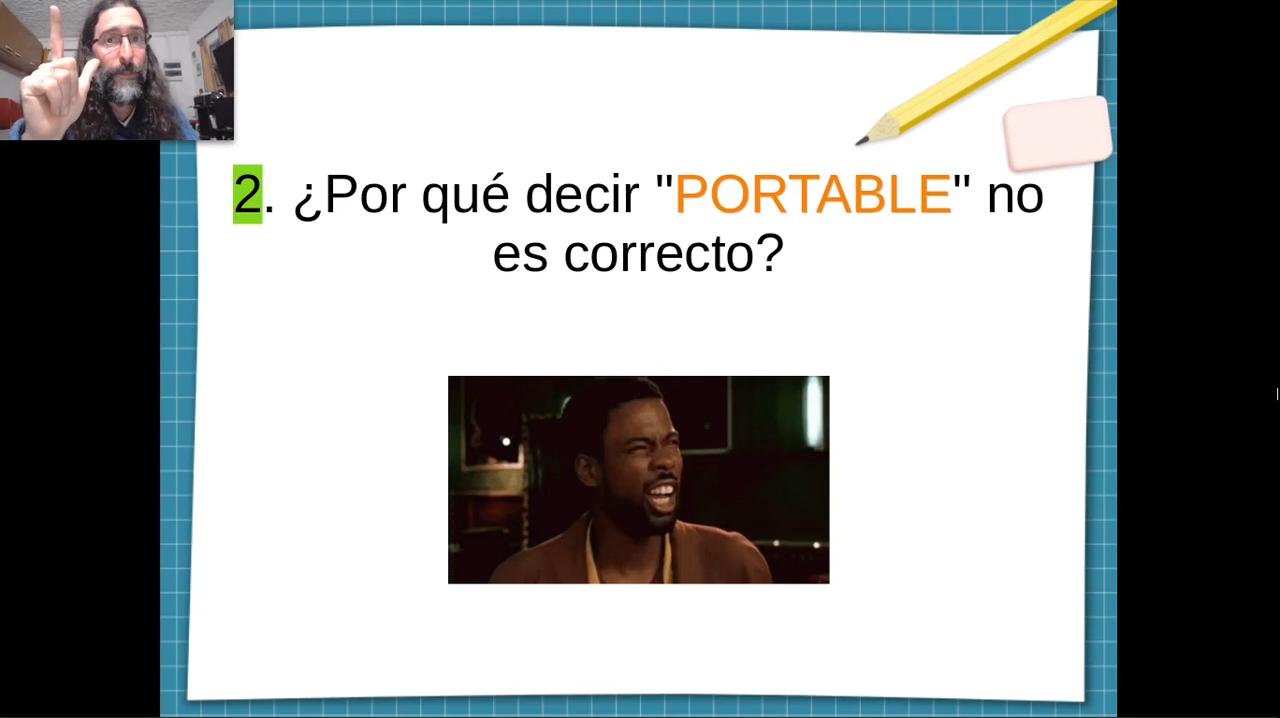 2. ¿Por qué decir "PORTABLE" no
es correcto?